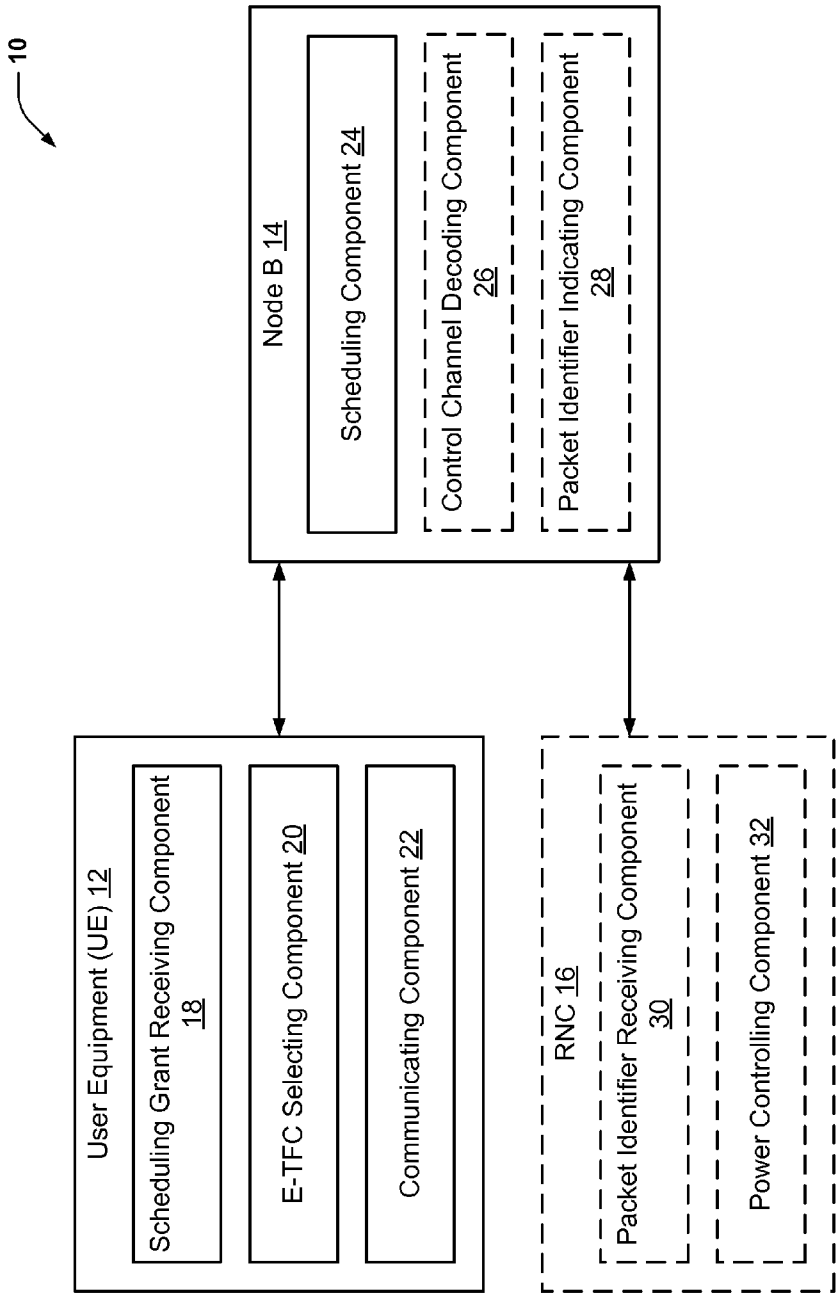 10
User Equipment (UE) 12
Scheduling Grant Receiving Component
18
E-TFC Selecting Component 20
Communicating Component 22
Node B 14
Scheduling Component 24
Control Channel Decoding Component
26
Packet Identifier Indicating Component
28
RNC 16
Packet Identifier Receiving Component
30
Power Controlling Component 32